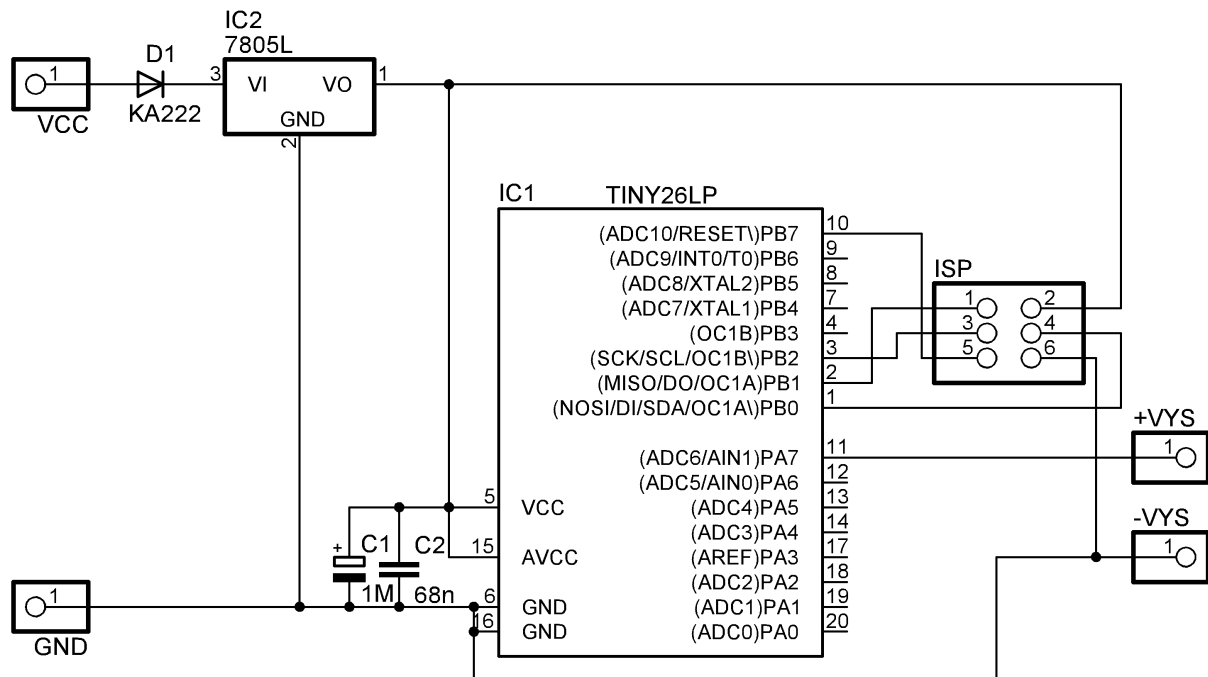 IC2
7805L
D1
1
3
VI
VO
1
KA222
GND
VCC
2
IC1
TINY26LP
(ADC10/RESET\)PB7
10
(ADC9/INT0/T0)PB6
9
(ADC8/XTAL2)PB5
8
(ADC7/XTAL1)PB4
7
(OC1B)PB3
4
(SCK/SCL/OC1B\)PB2
3
(MISO/DO/OC1A)PB1
2
(NOSI/DI/SDA/OC1A\)PB0
1
ISP
1
2
3
4
5
6
+VYS
1
(ADC6/AIN1)PA7
11
(ADC5/AIN0)PA6
12
5
VCC
(ADC4)PA5
13
(ADC3)PA4
14
-VYS
1
+
C1
C2
15
AVCC
(AREF)PA3
17
(ADC2)PA2
18
1M
68n
6
GND
(ADC1)PA1
19
16
GND
(ADC0)PA0
20
1
GND